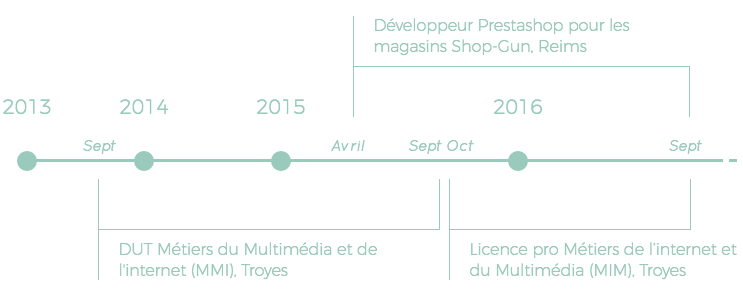 Développeur Prestashop pour les
magasins Shop-Gun, Reims
2013 2014 2015 2016
Sept Avril Sept Oct Sept
DUT Métiers du Multimédia et de
l'internet (MMI), Troyes
Licence pro Métiers de l'internet et
du Multimédia (MIM), Troyes